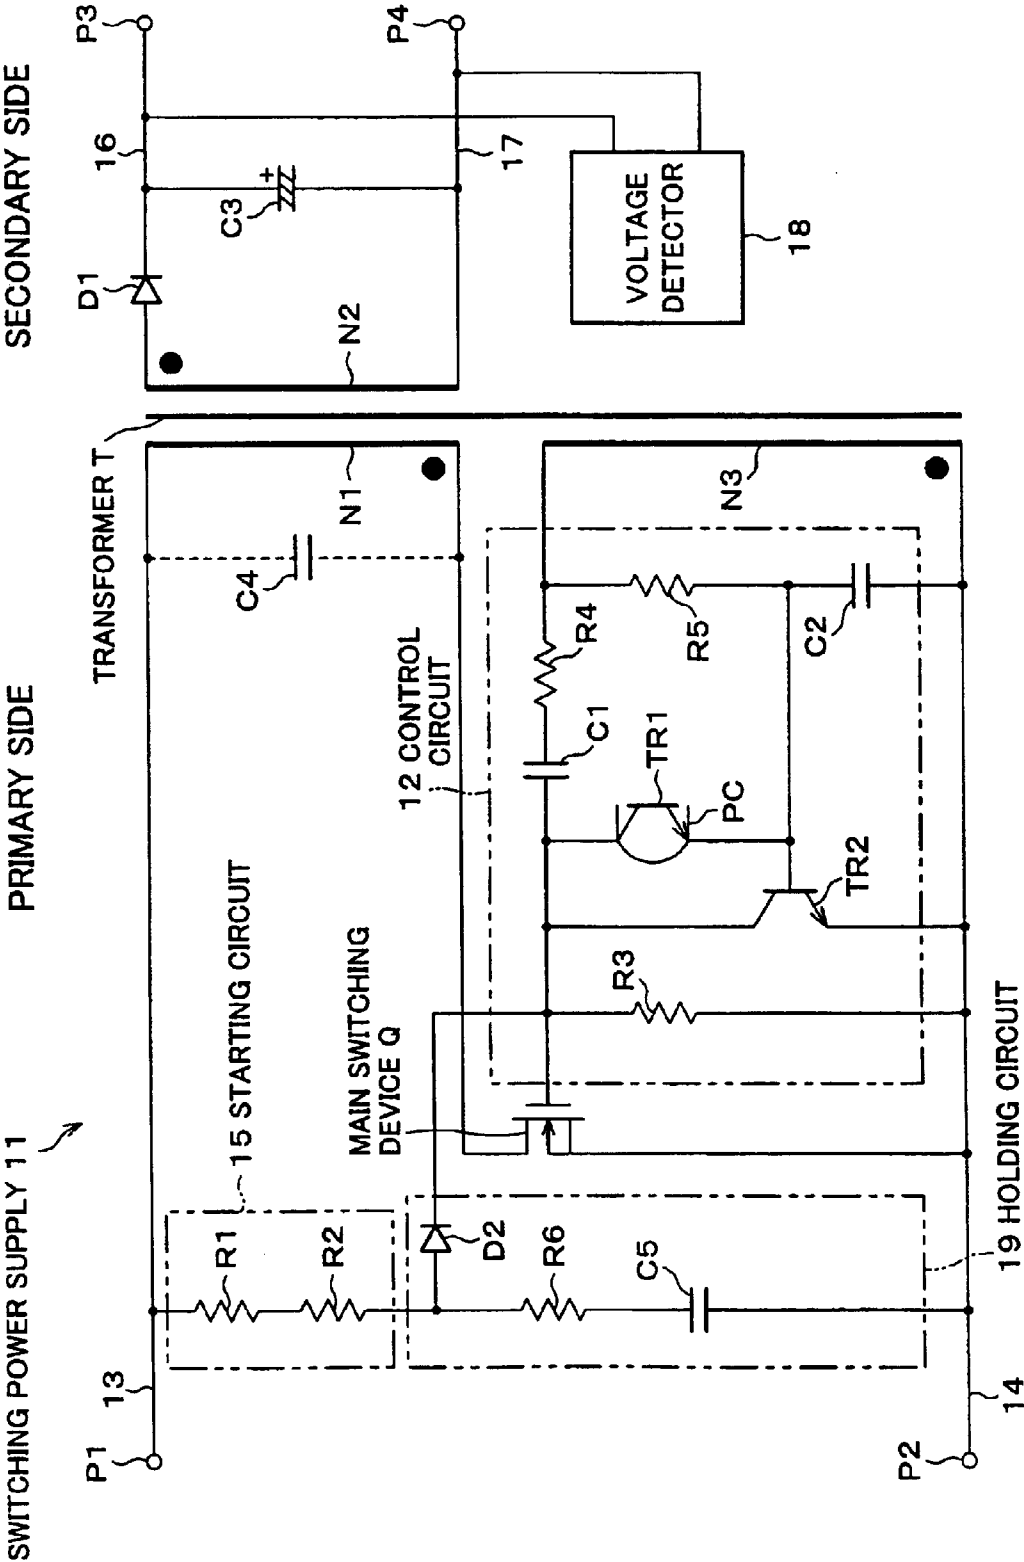 SWITCHING POWER SUPPLY 11
PRIMARY SIDE
SECONDARY SIDE
TRANSFORMER T
P1
13
15 STARTING CIRCUIT
R1
R2
D2
R6
C5
19 HOLDING CIRCUIT
P2
14
MAIN SWITCHING
DEVICE Q
12 CONTROL
CIRCUIT
R3
TR2
PC
TR1
C1
R4
R5
C2
C4
N1
N3
N2
D1
C3
16
17
P3
P4
VOLTAGE
DETECTOR
18
+